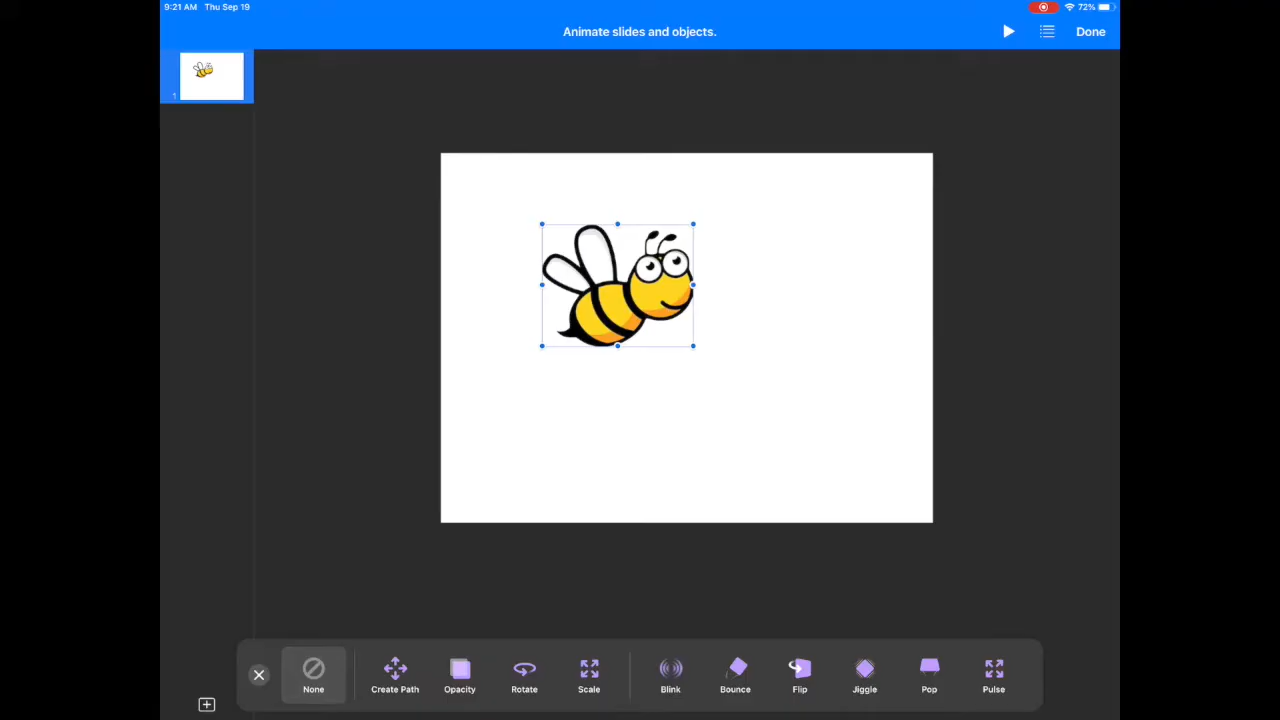 9:21 AM Thu Sep 19
72%
Animate slides and objects.
Done
1
None
Create Path
Opacity
Rotate
Scale
Blink
Bounce
Flip
Jiggle
Pop
Pulse